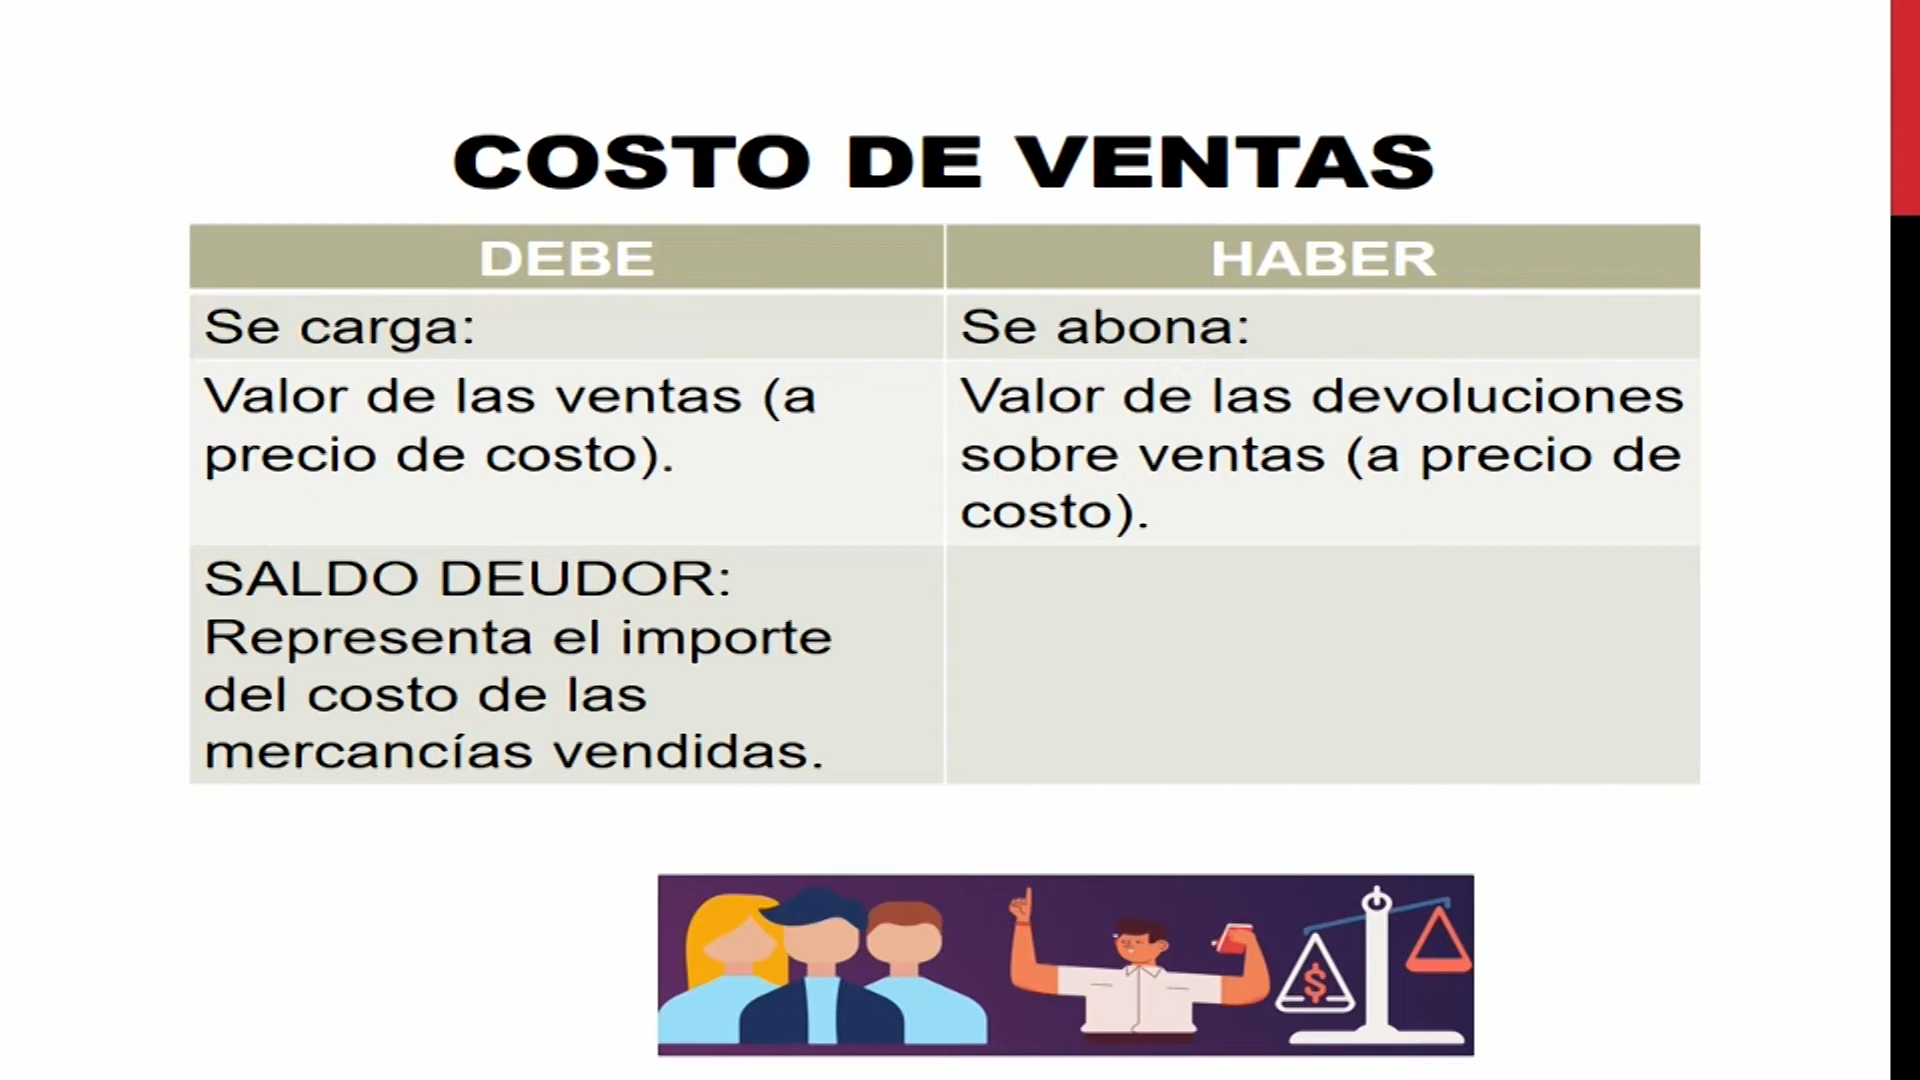 COSTO DE VENTAS
DEBE
HABER
Se carga:
Se abona:
Valor de las ventas (a
precio de costo).
Valor de las devoluciones
sobre ventas (a precio de
costo).
SALDO DEUDOR:
Representa el importe
del costo de las
mercancías vendidas.
$